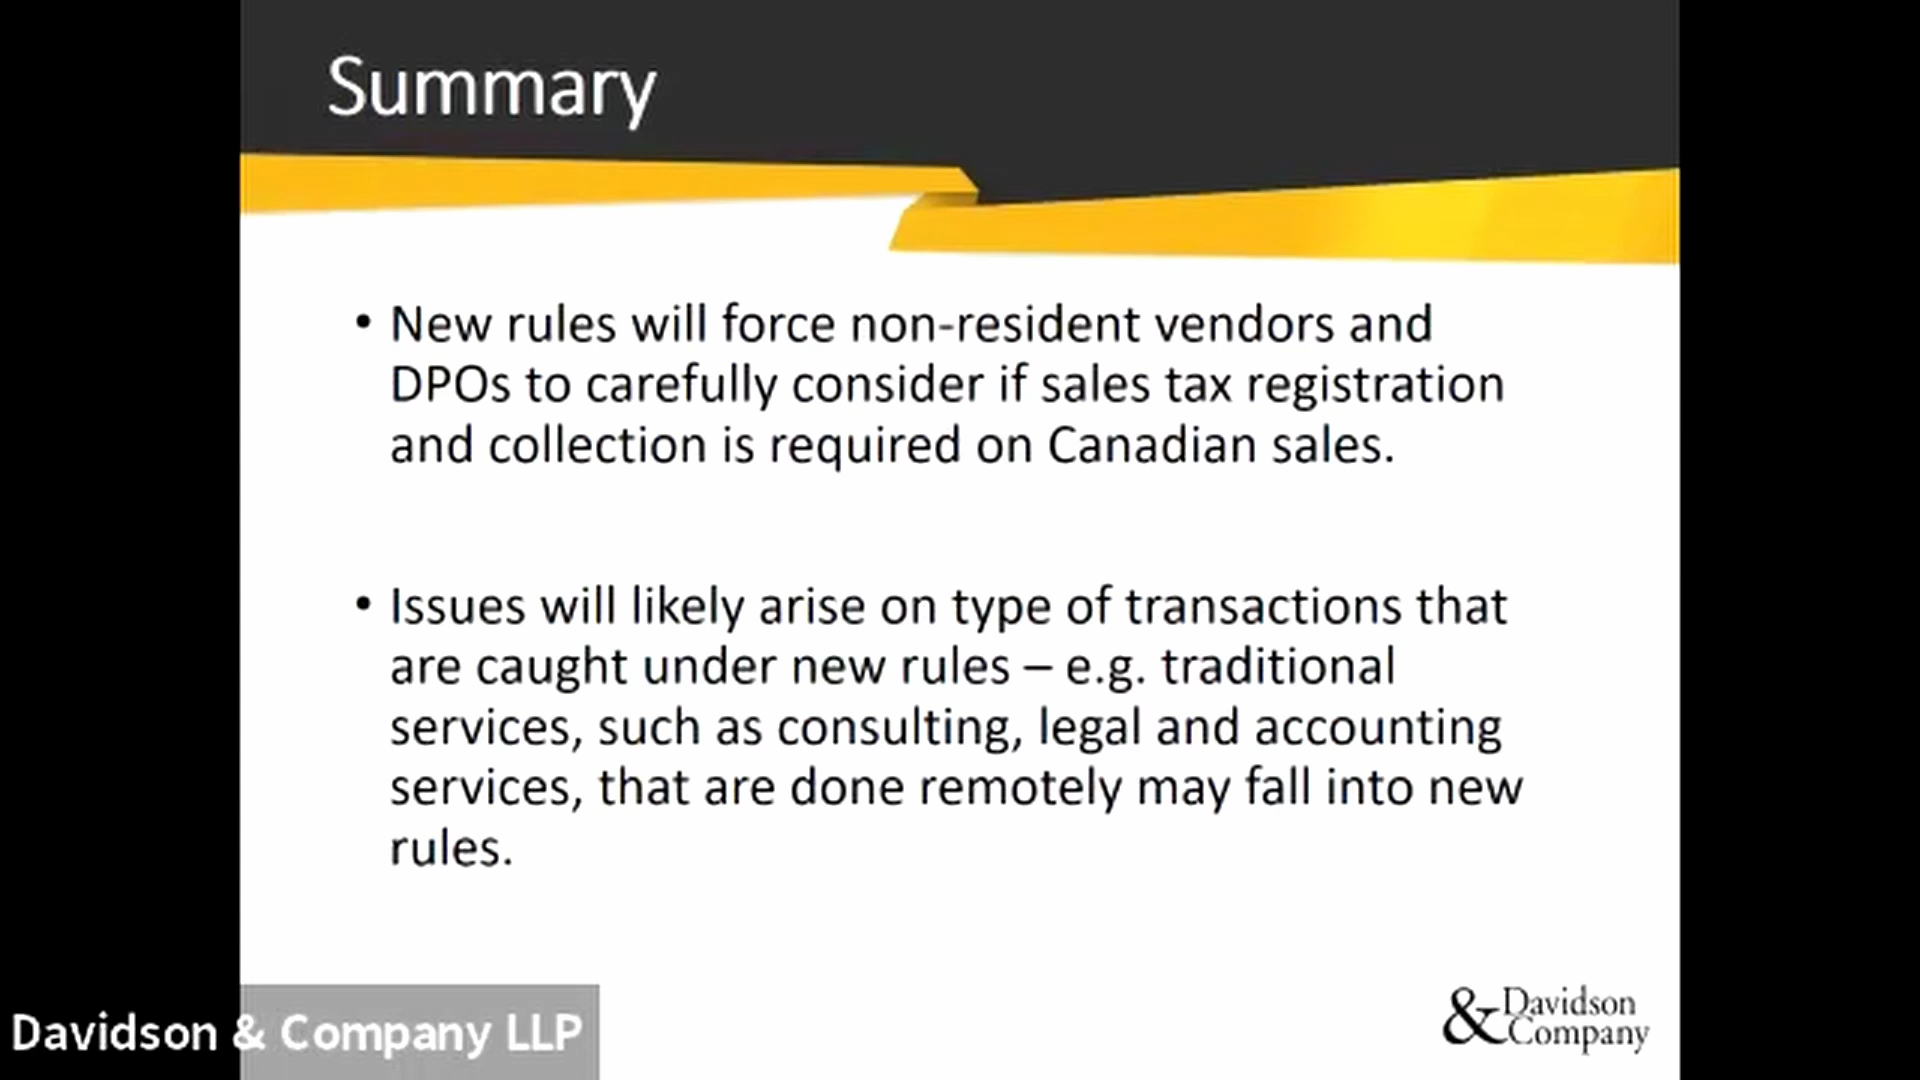 Summary
• New rules will force non-resident vendors and
DPOs to carefully consider if sales tax registration
and collection is required on Canadian sales.
• Issues will likely arise on type of transactions that
are caught under new rules – e.g. traditional
services, such as consulting, legal and accounting
services, that are done remotely may fall into new
rules.
Davidson & Company LLP
& Davidson
Company